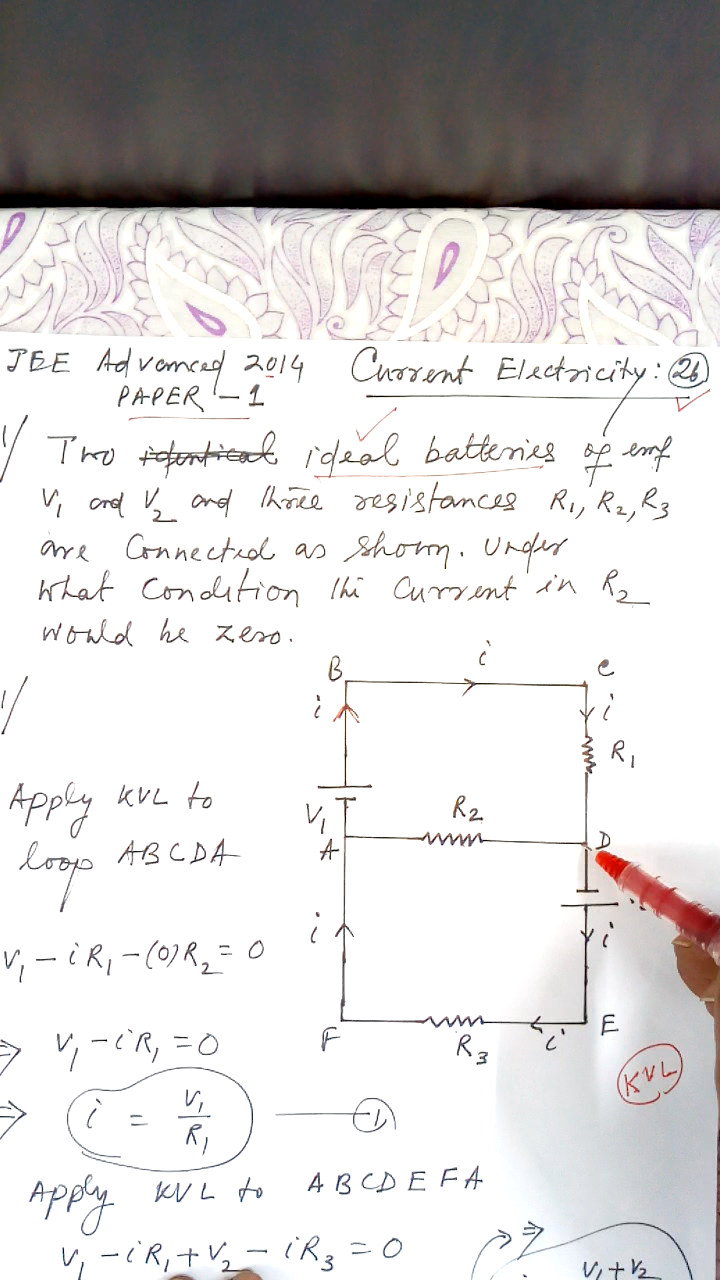 JEE Advanced 2014 Current Electricity: 26
PAPER - 1
Two identical ideal batteries of emf
V₁ and V₂ and three resistances R₁, R₂, R₃
are connected as shown. Under
what condition the current in R₂
would be zero.
B i C
i i
R₁
Apply KVL to
loop ABCDA
V₁ R₂
A D
V₁ - iR₁ - (0)R₂ = 0
i i
F R₃ i E
⇒ V₁ - iR₁ = 0
KVL
⇒ i = V₁/R₁ — 1
Apply KVL to ABCDEFA
V₁ - iR₁ + V₂ - iR₃ = 0
⇒
V₁+V₂